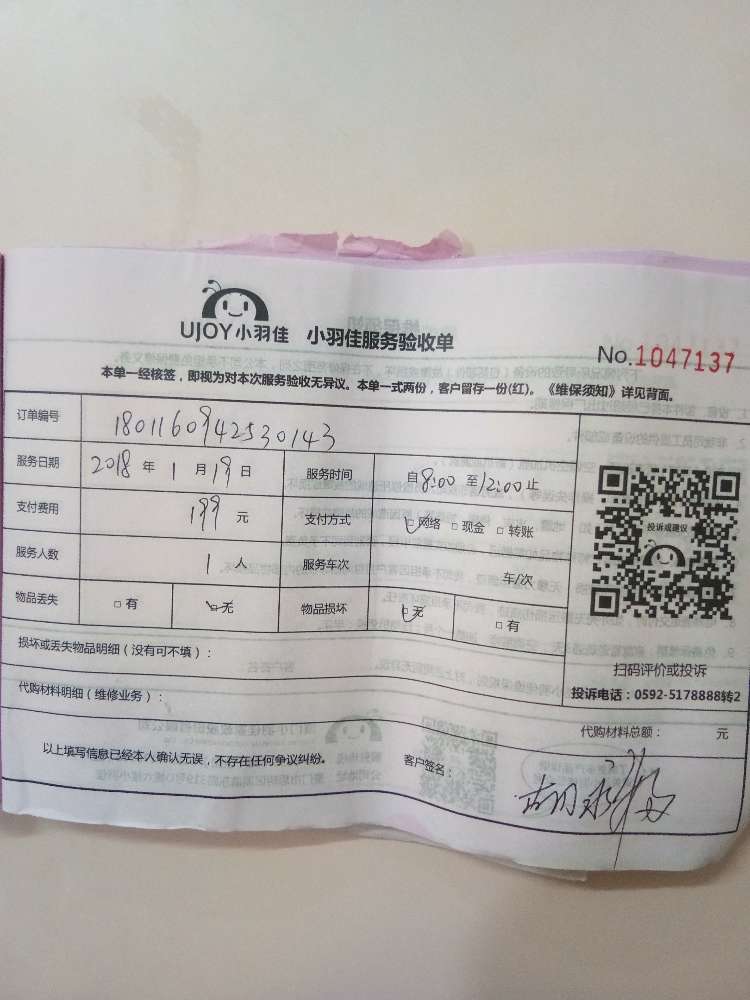 UJOY小羽佳 小羽佳服务验收单
No.1047137
本单一经核签，即视为对本次服务验收无异议。本单一式两份，客户留存一份(红)。《维保须知》详见背面。
订单编号 1801160942530143
服务日期 2018 年 1 月 19 日 服务时间 自8:00 至12:00止
支付费用 199 元 支付方式 ☑网络 □现金 □转账
服务人数 1 人 服务车次 车/次
物品丢失 □有 ☑无 物品损坏 ☑无 □有
投诉或建议
损坏或丢失物品明细（没有可不填）：
扫码评价或投诉
投诉电话：0592-5178888转2
代购材料明细（维修业务）：
代购材料总额： 元
以上填写信息已经本人确认无误，不存在任何争议纠纷。 客户签名：